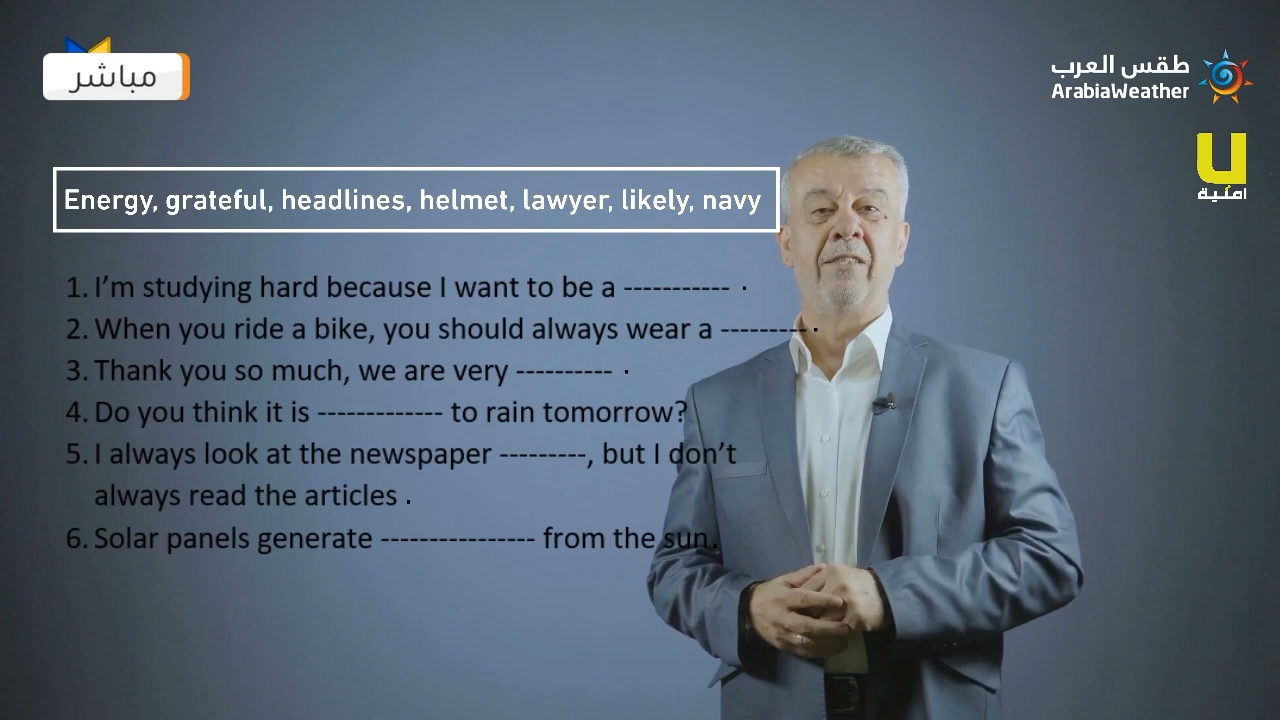 مباشر
طقس العرب
ArabiaWeather
امنية
Energy, grateful, headlines, helmet, lawyer, likely, navy
1. I’m studying hard because I want to be a ----------- .
2. When you ride a bike, you should always wear a --------- .
3. Thank you so much, we are very ---------- .
4. Do you think it is ------------- to rain tomorrow?
5. I always look at the newspaper ---------, but I don’t
always read the articles .
6. Solar panels generate ---------------- from the sun.